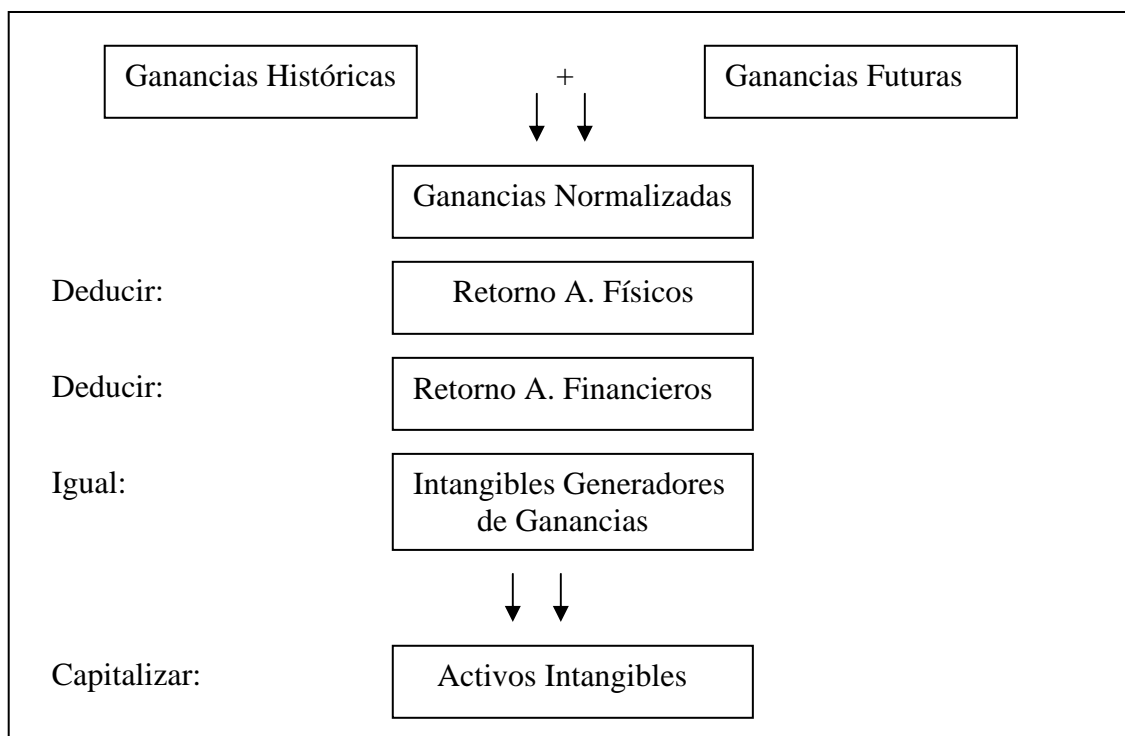 Ganancias Históricas + Ganancias Futuras
Ganancias Normalizadas
Deducir: Retorno A. Físicos
Deducir: Retorno A. Financieros
Igual: Intangibles Generadores
de Ganancias
Capitalizar: Activos Intangibles